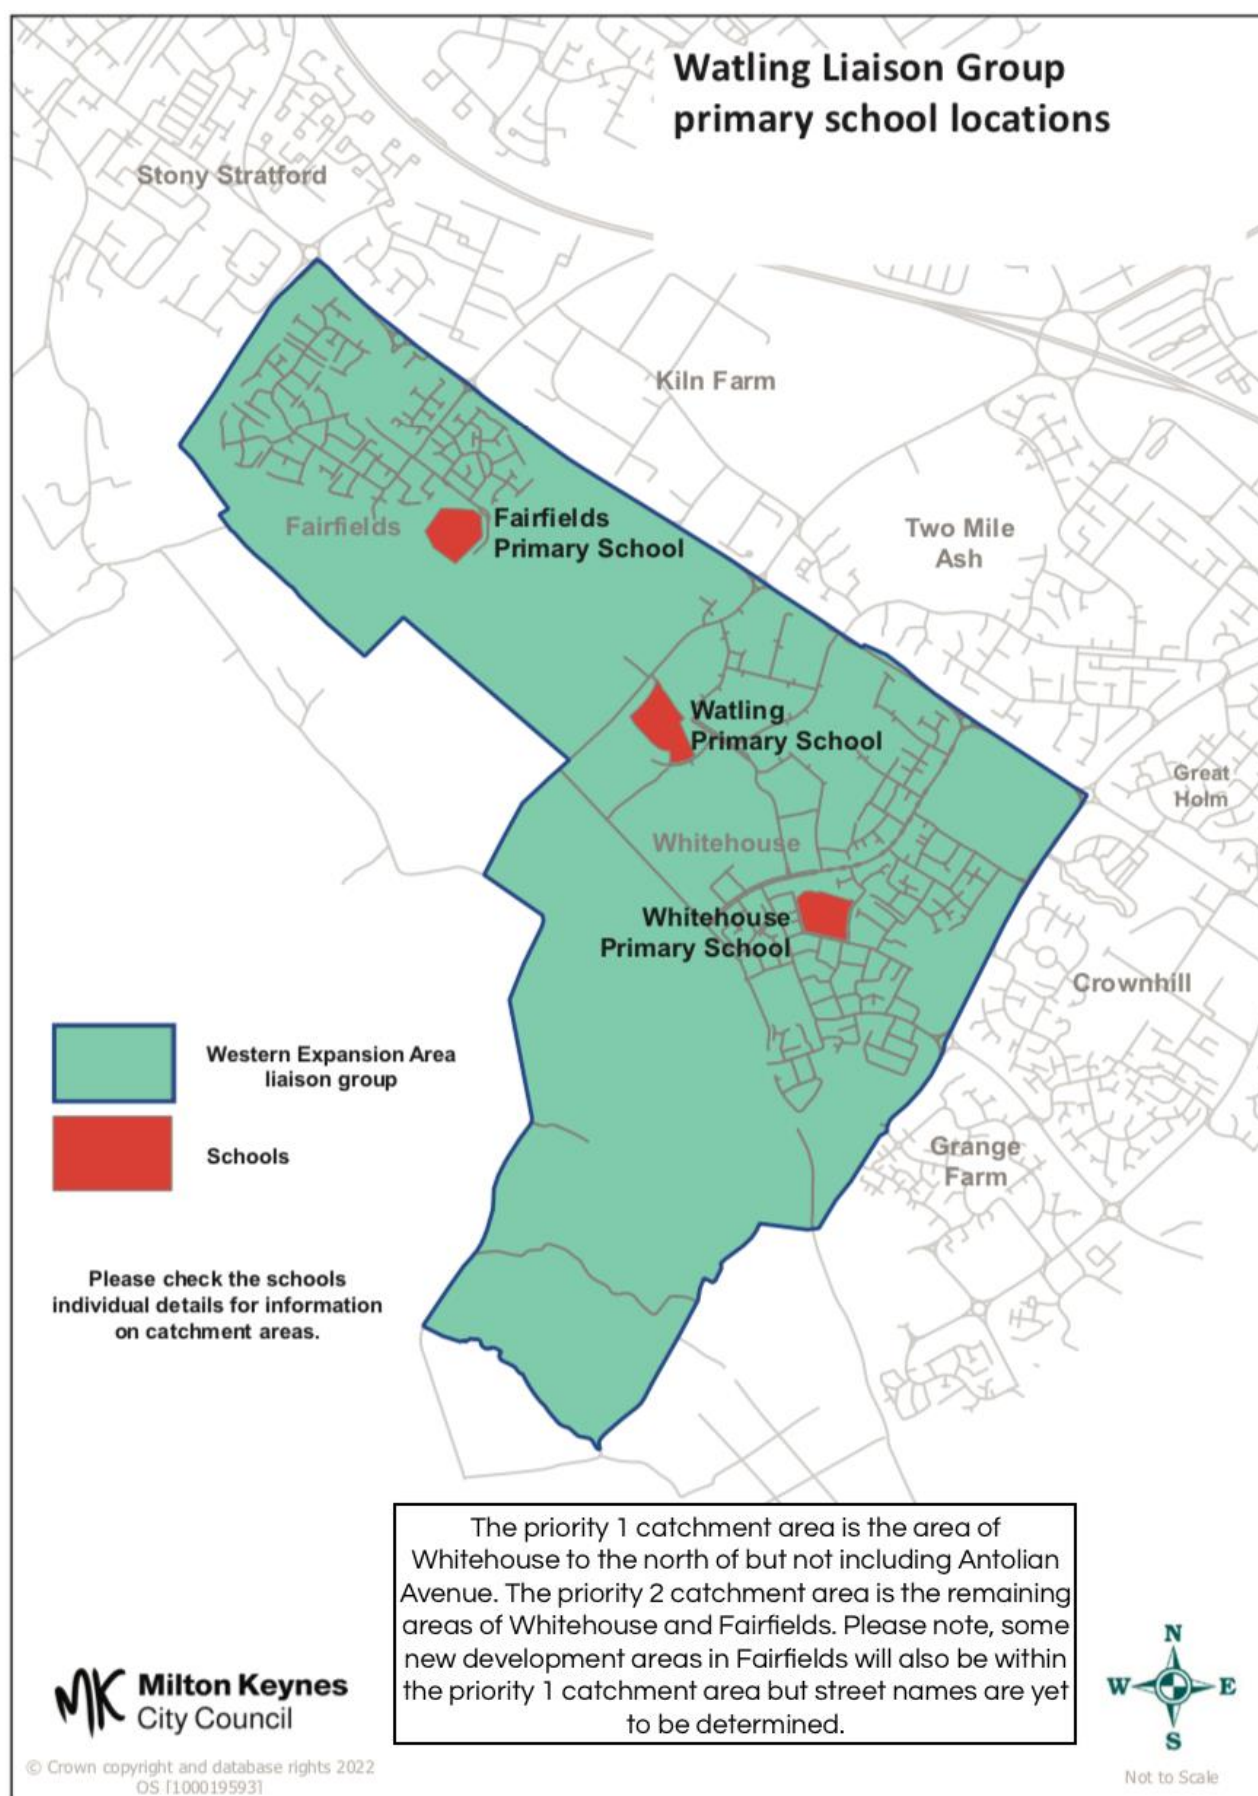 Watling Liaison Group
primary school locations
Stony Stratford
Kiln Farm
Two Mile
Ash
Fairfields
Fairfields
Primary School
Watling
Primary School
Great
Holm
Whitehouse
Whitehouse
Primary School
Crownhill
Grange
Farm
Western Expansion Area
liaison group
Schools
Please check the schools
individual details for information
on catchment areas.
The priority 1 catchment area is the area of
Whitehouse to the north of but not including Antolian
Avenue. The priority 2 catchment area is the remaining
areas of Whitehouse and Fairfields. Please note, some
new development areas in Fairfields will also be within
the priority 1 catchment area but street names are yet
to be determined.
MK Milton Keynes
City Council
© Crown copyright and database rights 2022
OS [100019593]
N
W E
S
Not to Scale